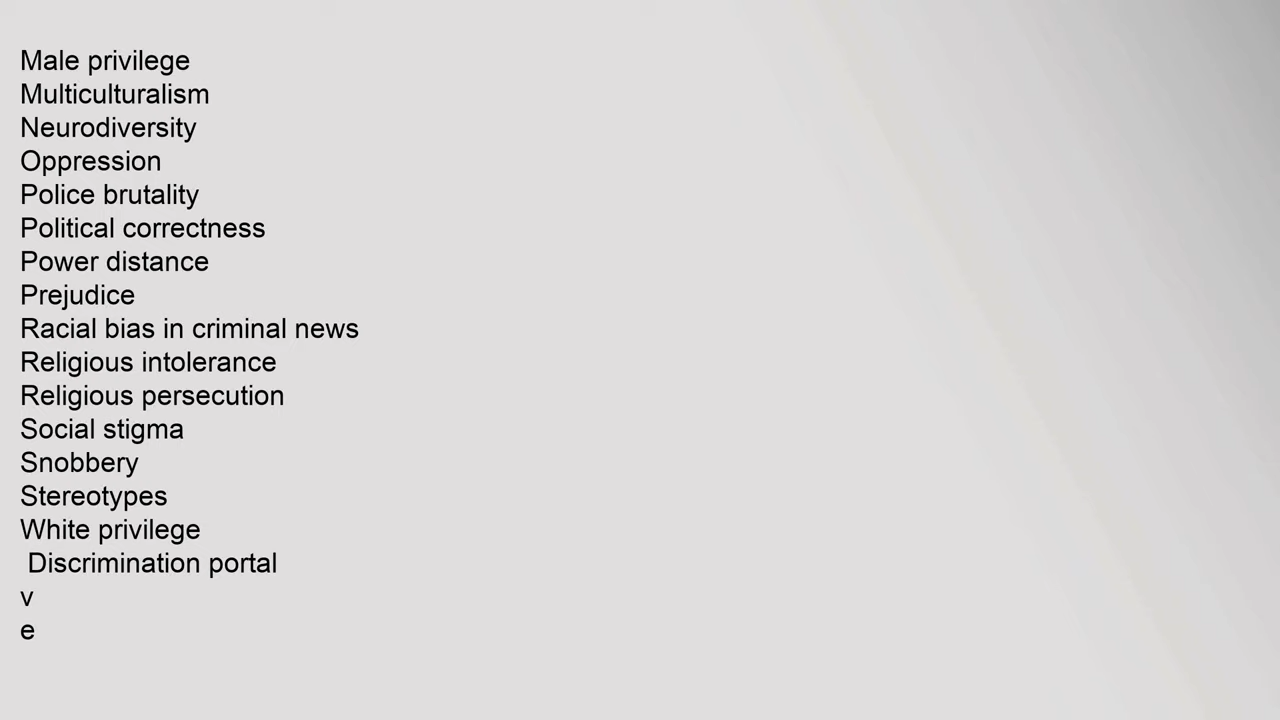 Male privilege
Multiculturalism
Neurodiversity
Oppression
Police brutality
Political correctness
Power distance
Prejudice
Racial bias in criminal news
Religious intolerance
Religious persecution
Social stigma
Snobbery
Stereotypes
White privilege
Discrimination portal
v
e